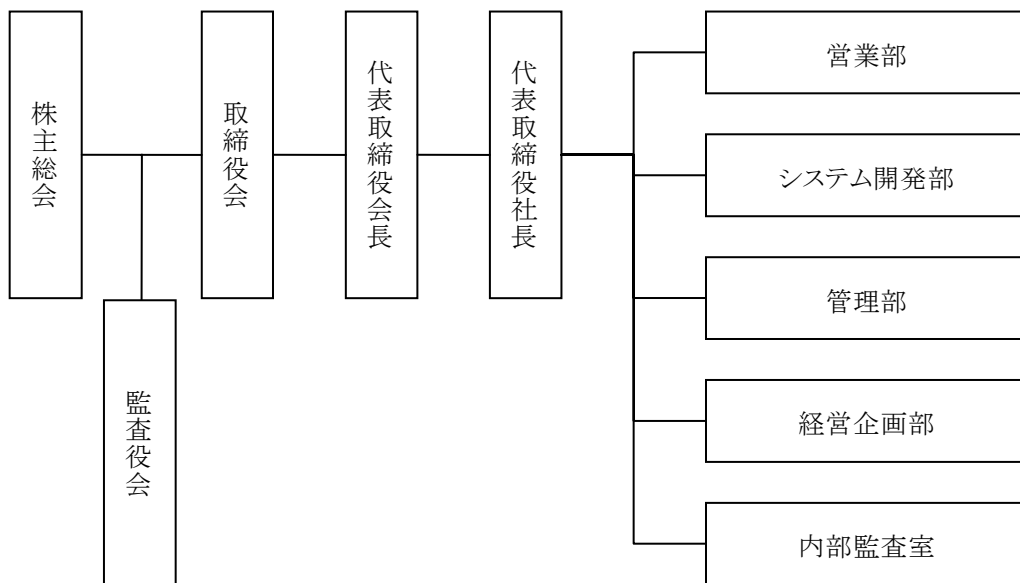 株主総会
監査役会
取締役会
代表取締役会長
代表取締役社長
営業部
システム開発部
管理部
経営企画部
内部監査室